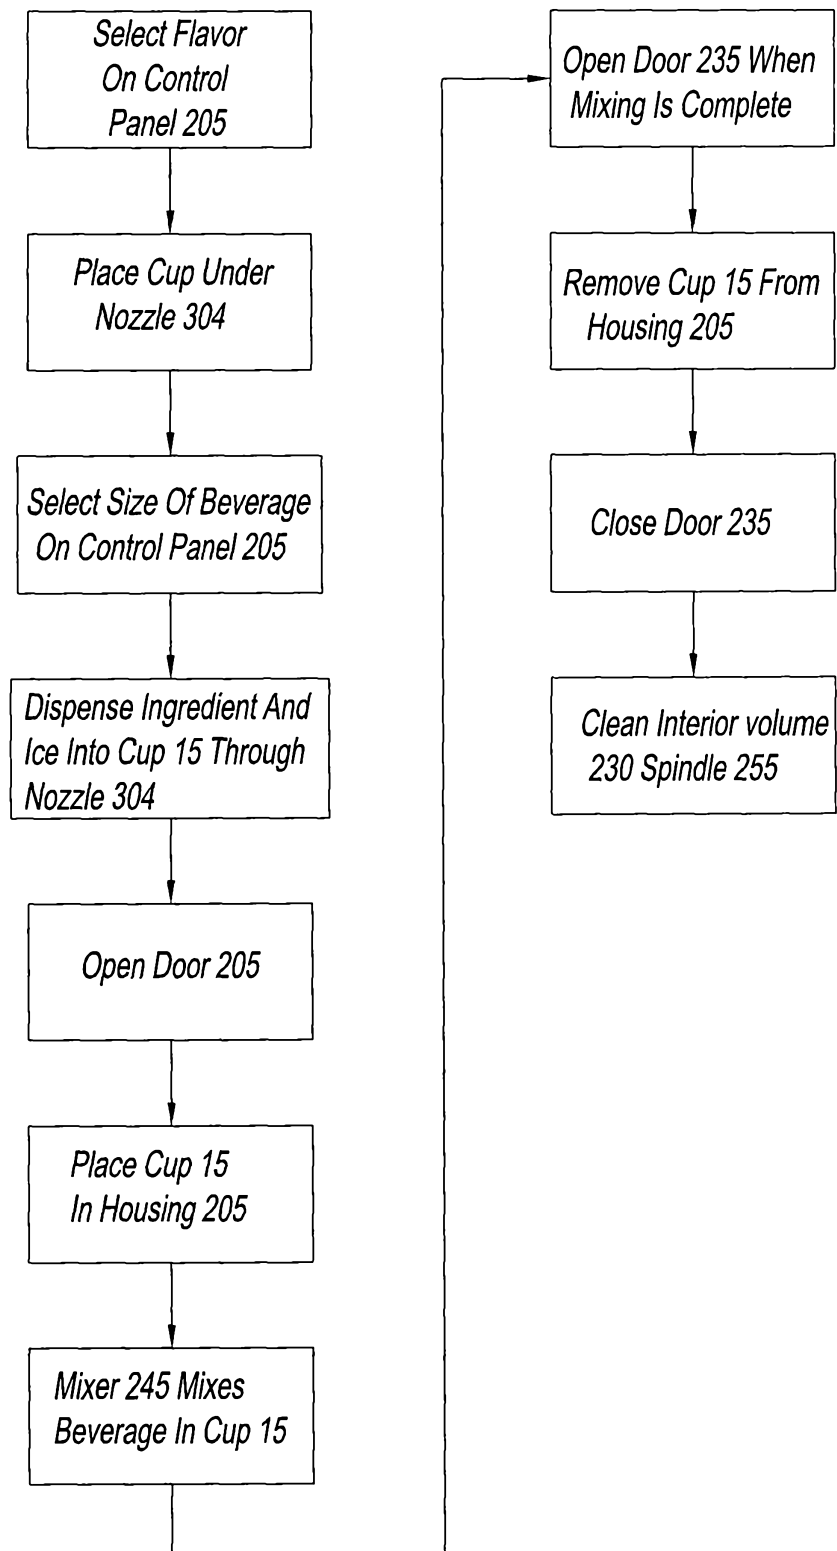 Select Flavor
On Control
Panel 205
Place Cup Under
Nozzle 304
Select Size Of Beverage
On Control Panel 205
Dispense Ingredient And
Ice Into Cup 15 Through
Nozzle 304
Open Door 205
Place Cup 15
In Housing 205
Mixer 245 Mixes
Beverage In Cup 15
Open Door 235 When
Mixing Is Complete
Remove Cup 15 From
Housing 205
Close Door 235
Clean Interior volume
230 Spindle 255